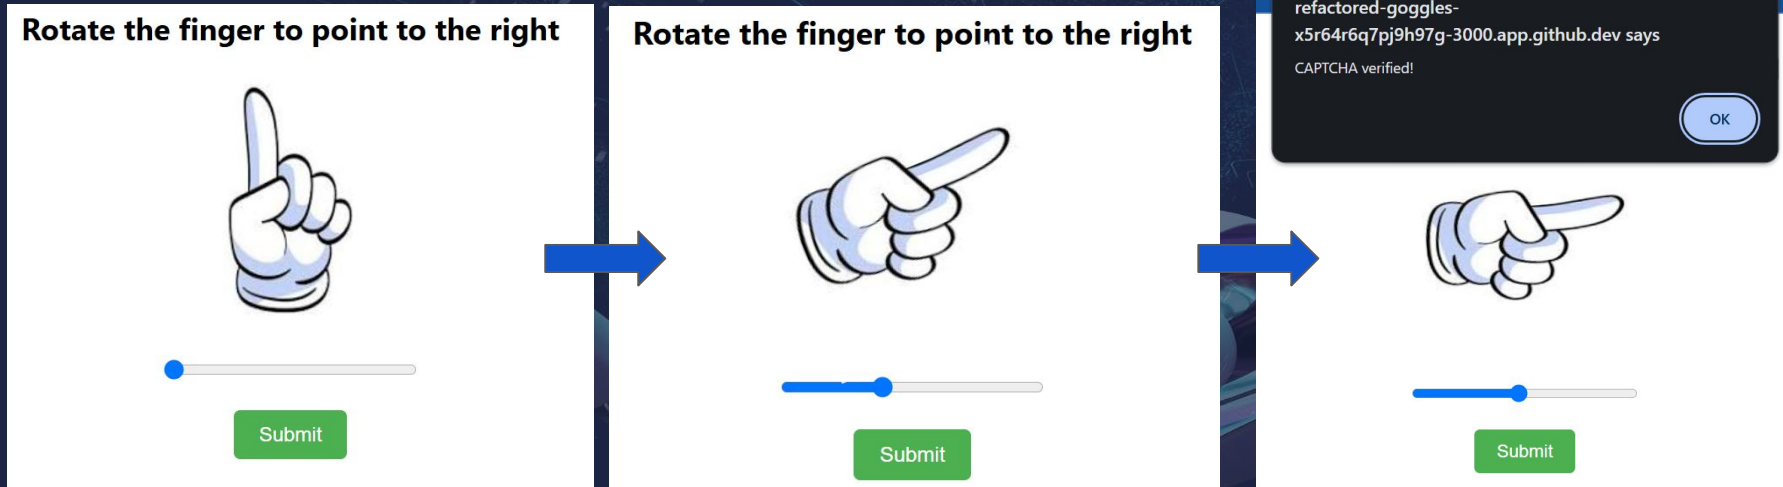 Rotate the finger to point to the right
Submit
Rotate the finger to point to the right
Submit
refactored-goggles-
x5r64r6q7pj9h97g-3000.app.github.dev says
CAPTCHA verified!
OK
Submit